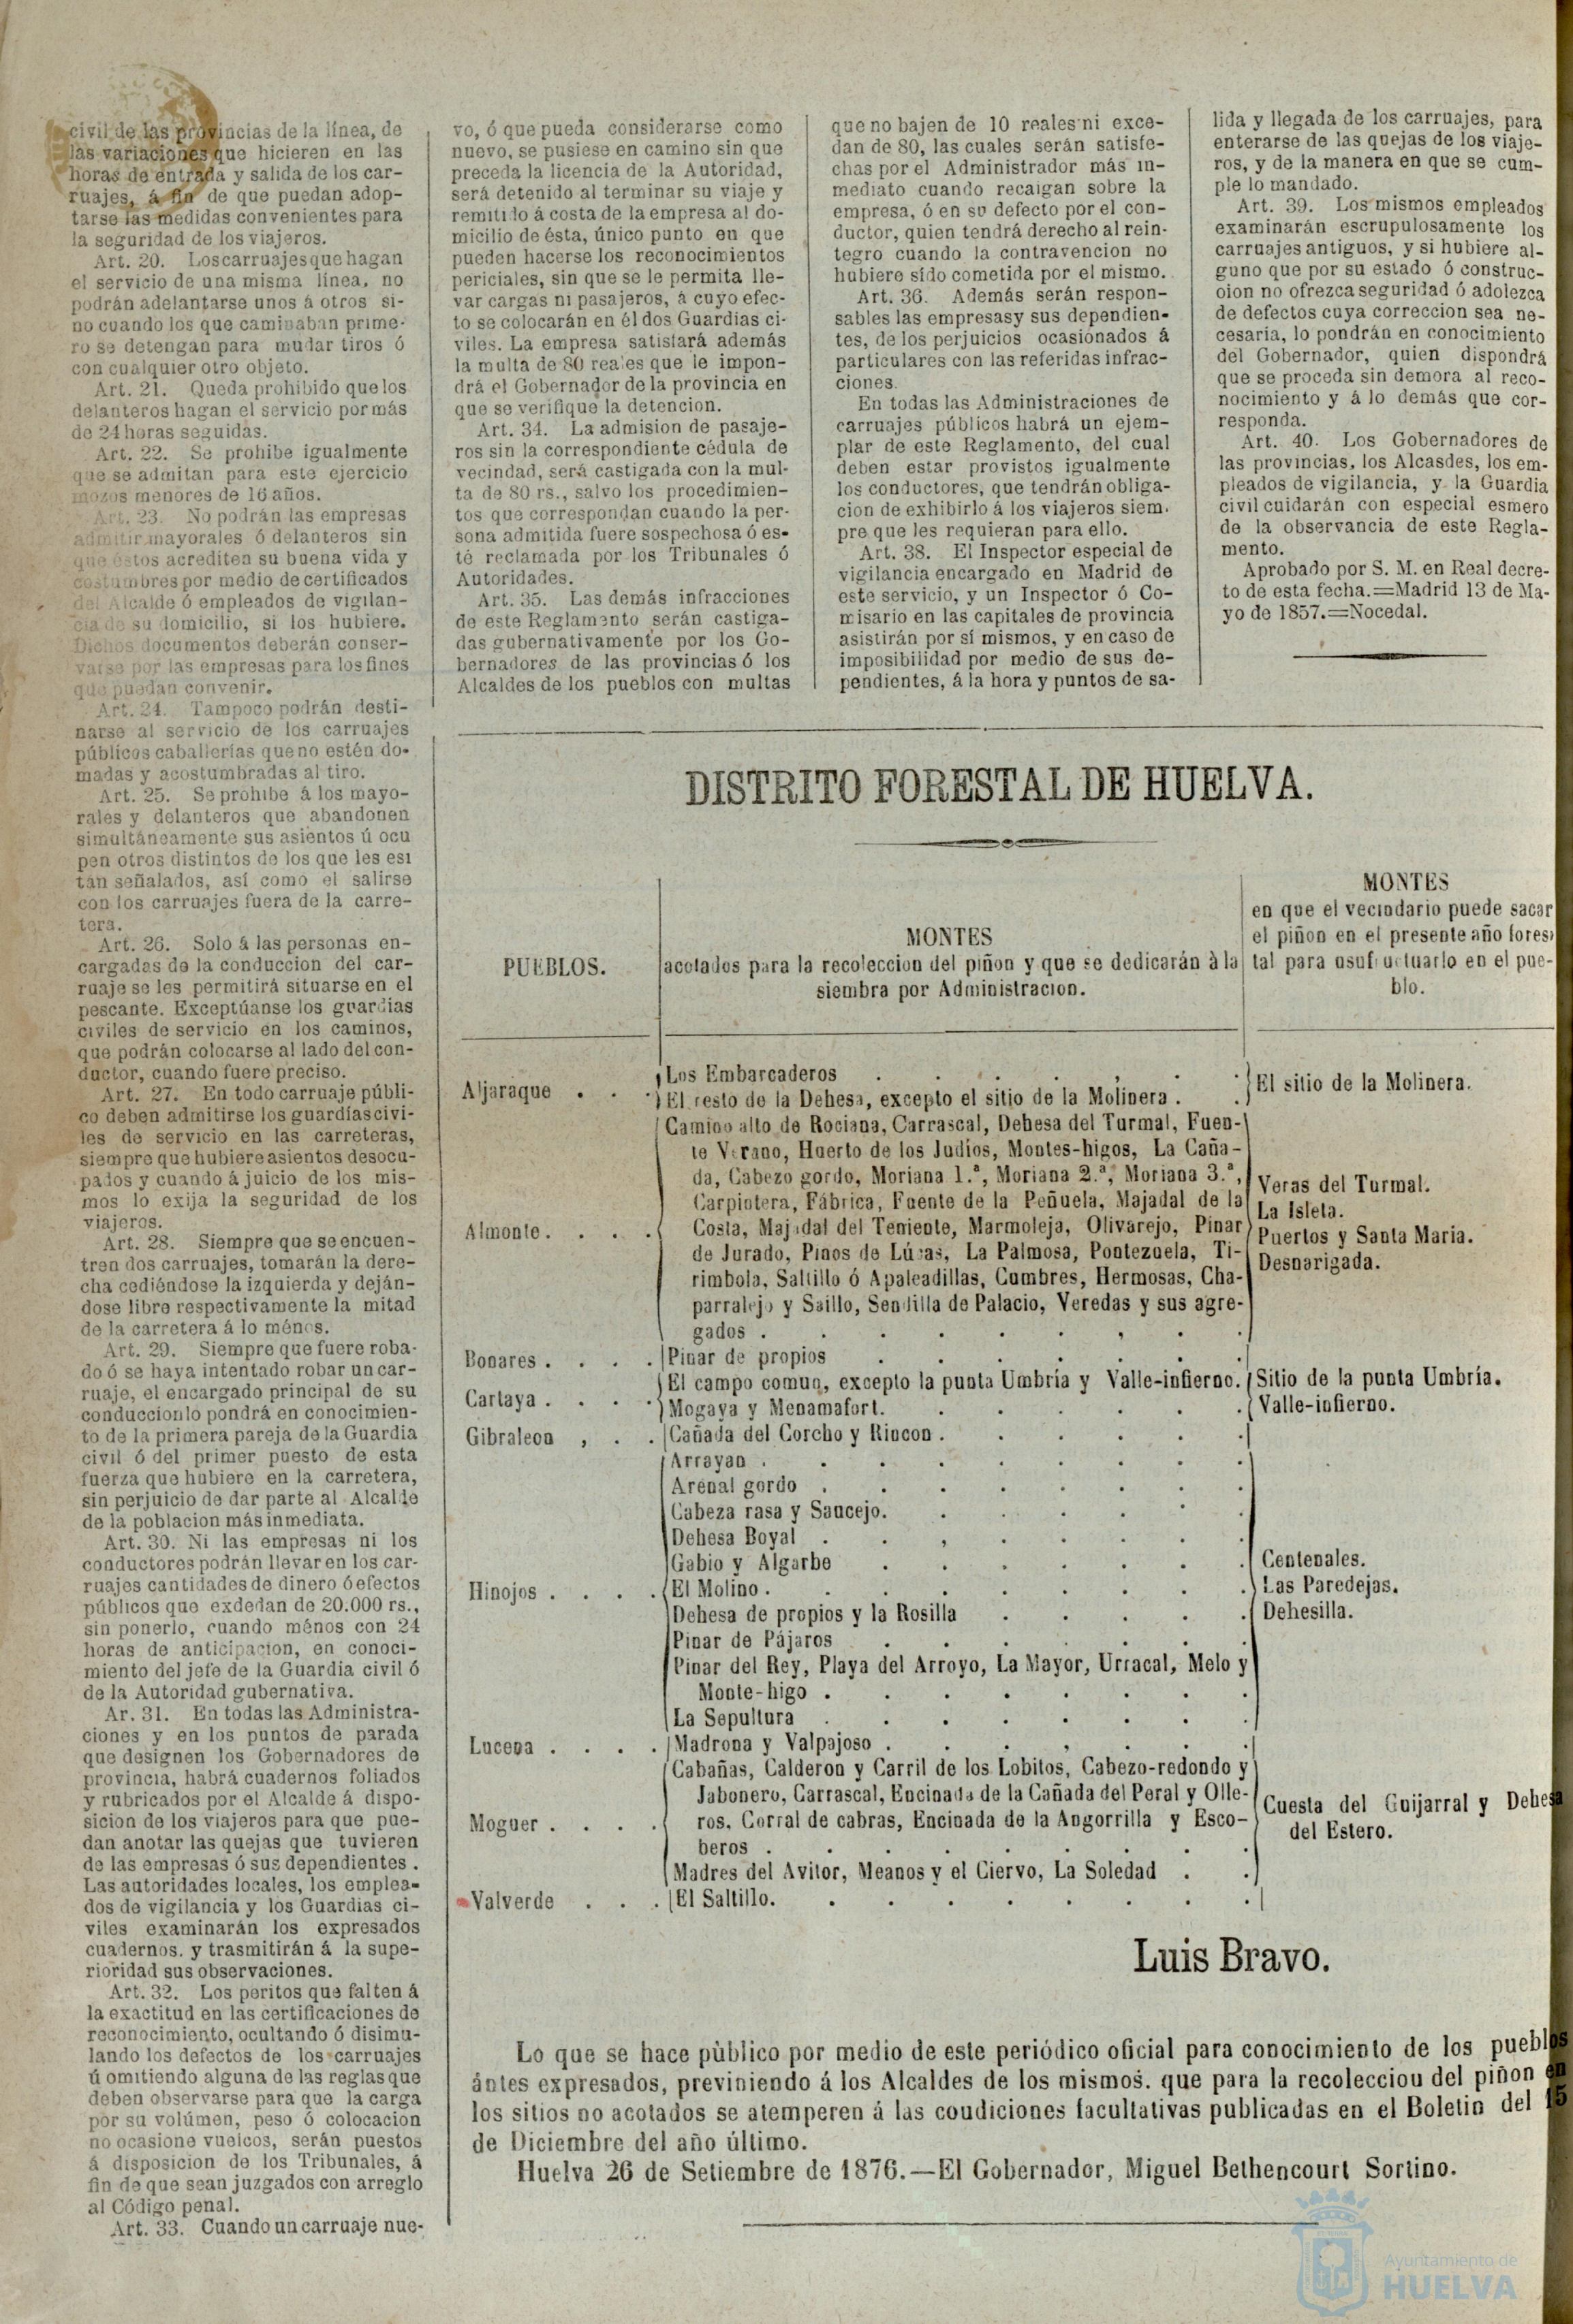 civil de las provincias de la línea, de
las variaciones que hicieren en las
horas de entrada y salida de los car-
ruajes, á fin de que puedan adop-
tarse las medidas convenientes para
la seguridad de los viajeros.
Art. 20. Los carruajes que hagan
el servicio de una misma línea, no
podrán adelantarse unos á otros si-
no cuando los que caminaban prime-
ro se detengan para mudar tiros ó
con cualquier otro objeto.
Art. 21. Queda prohibido que los
delanteros hagan el servicio por más
de 24 horas seguidas.
Art. 22. Se prohibe igualmente
que se admitan para este ejercicio
mozos menores de 16 años.
Art. 23. No podrán las empresas
admitir mayorales ó delanteros sin
que éstos acrediten su buena vida y
costumbres por medio de certificados
del Alcalde ó empleados de vigilan-
cia de su domicilio, si los hubiere.
Dichos documentos deberán conser-
varse por las empresas para los fines
que puedan convenir.
Art. 24. Tampoco podrán desti-
narse al servicio de los carruajes
públicos caballerías que no estén do-
madas y acostumbradas al tiro.
Art. 25. Se prohibe á los mayo-
rales y delanteros que abandonen
simultáneamente sus asientos ú ocu
pen otros distintos de los que les esı
tán señalados, así como el salirse
con los carruajes fuera de la carre-
tera.
Art. 26. Solo á las personas en-
cargadas de la conduccion del car-
ruaje se les permitirá situarse en el
pescante. Exceptúanse los guardias
civiles de servicio en los caminos,
que podrán colocarse al lado del con-
ductor, cuando fuere preciso.
Art. 27. En todo carruaje públi-
co deben admitirse los guardías civi-
les de servicio en las carreteras,
siempre que hubiere asientos desocu-
pados y cuando á juicio de los mis-
mos lo exija la seguridad de los
viajeros.
Art. 28. Siempre que se encuen-
tren dos carruajes, tomarán la dere-
cha cediéndose la izquierda y deján-
dose libre respectivamente la mitad
de la carretera á lo ménos.
Art. 29. Siempre que fuere roba-
do ó se haya intentado robar un car-
ruaje, el encargado principal de su
conduccionlo pondrá en conocimien-
to de la primera pareja de la Guardia
civil ó del primer puesto de esta
fuerza que hubiere en la carretera,
sin perjuicio de dar parte al Alcalde
de la poblacion más inmediata.
Art. 30. Ni las empresas ni los
conductores podrán llevar en los car-
ruajes cantidades de dinero ó efectos
públicos que exdedan de 20.000 rs.,
sin ponerlo, cuando ménos con 24
horas de anticipacion, en conoci-
miento del jefe de la Guardia civil ó
de la Autoridad gubernativa.
Ar. 31. En todas las Administra-
ciones y en los puntos de parada
que designen los Gobernadores de
provincia, habrá cuadernos foliados
y rubricados por el Alcalde á dispo-
sicion de los viajeros para que pue-
dan anotar las quejas que tuvieren
de las empresas ó sus dependientes.
Las autoridades locales, los emplea-
dos de vigilancia y los Guardias ci-
viles examinarán los expresados
cuadernos. y trasmitirán á la supe-
rioridad sus observaciones.
Art. 32. Los peritos que falten á
la exactitud en las certificaciones de
reconocimiento, ocultando ó disimu-
lando los defectos de los carruajes
ú omitiendo alguna de las reglas que
deben observarse para que la carga
por su volúmen, peso ó colocacion
no ocasione vuelcos, serán puestos
á disposicion de los Tribunales, á
fin de que sean juzgados con arreglo
al Código penal.
Art. 33. Cuando un carruaje nue-
vo, ó que pueda considerarse como
nuevo, se pusiese en camino sin que
preceda la licencia de la Autoridad,
será detenido al terminar su viaje y
remitido á costa de la empresa al do-
micilio de ésta, único punto en que
pueden hacerse los reconocimientos
periciales, sin que se le permita lle-
var cargas ni pasajeros, á cuyo efec-
to se colocarán en él dos Guardias ci-
viles. La empresa satisfará además
la multa de 80 reales que le impon-
drá el Gobernador de la provincia en
que se verifique la detencion.
Art. 34. La admision de pasaje-
ros sin la correspondiente cédula de
vecindad, será castigada con la mul-
ta de 80 rs., salvo los procedimien-
tos que correspondan cuando la per-
sona admitida fuere sospechosa ó es-
té reclamada por los Tribunales ó
Autoridades.
Art. 35. Las demás infracciones
de este Reglamento serán castiga-
das gubernativamente por los Go-
bernadores de las provincias ó los
Alcaldes de los pueblos con multas
que no bajen de 10 reales ni exce-
dan de 80, las cuales serán satisfe-
chas por el Administrador más in-
mediato cuando recaigan sobre la
empresa, ó en su defecto por el con-
ductor, quien tendrá derecho al rein-
tegro cuando la contravencion no
hubiere sído cometida por el mismo.
Art. 36. Además serán respon-
sables las empresasy sus dependien-
tes, de los perjuicios ocasionados á
particulares con las referidas infrac-
ciones.
En todas las Administraciones de
carruajes públicos habrá un ejem-
plar de este Reglamento, del cual
deben estar provistos igualmente
los conductores, que tendrán obliga-
cion de exhibirlo á los viajeros siem.
pre que les requieran para ello.
Art. 38. El Inspector especial de
vigilancia encargado en Madrid de
este servicio, y un Inspector ó Co-
misario en las capitales de provincia
asistirán por sí mismos, y en caso de
imposibilidad por medio de sus de-
pendientes, á la hora y puntos de sa-
lida y llegada de los carruajes, para
enterarse de las quejas de los viaje-
ros, y de la manera en que se cum-
ple lo mandado.
Art. 39. Los mismos empleados
examinarán escrupulosamente los
carruajes antiguos, y si hubiere al-
guno que por su estado ó construc-
oion no ofrezca seguridad ó adolezca
de defectos cuya correccion sea ne-
cesaria, lo pondrán en conocimiento
del Gobernador, quien dispondrá
que se proceda sin demora al reco-
nocimiento y á lo demás que cor-
responda.
Art. 40. Los Gobernadores de
las provincias, los Alcasdes, los em-
pleados de vigilancia, y la Guardia
civil cuidarán con especial esmero
de la observancia de este Regla-
mento.
Aprobado por S. M. en Real decre-
to de esta fecha.=Madrid 13 de Ma-
yo de 1857.=Nocedal.
DISTRITO FORESTAL DE HUELVA.
PUEBLOS.
MONTES
acotados para la recoleccion del piñon y que se dedicarán à la
siembra por Administracion.
MONTES
en que el vecindario puede sacar
el piñon en el presente año fores-
tal para usufructuarlo en el pue-
blo.
Aljaraque . . .
Los Embarcaderos
El resto de la Dehesa, excepto el sitio de la Molinera .
El sitio de la Molinera.
Almonte. . . .
Camino alto de Rociana, Carrascal, Dehesa del Turmal, Fuen-
te Verano, Huerto de los Judíos, Montes-higos, La Caña-
da, Cabezo gordo, Moriana 1.ª, Moriana 2.ª, Moriana 3.ª,
Carpintera, Fábrica, Fuente de la Peñuela, Majadal de la
Costa, Majadal del Teniente, Marmoleja, Olivarejo, Pinar
de Jurado, Pinos de Lúcas, La Palmosa, Pontezuela, Ti-
rimbola, Saltillo ó Apaleadillas, Cumbres, Hermosas, Cha-
parralejo y Saillo, Sendilla de Palacio, Veredas y sus agre-
gados .
Veras del Turmal.
La Isleta.
Puertos y Santa Maria.
Desnarigada.
Bonares . . . .
Pinar de propios
Cartaya . . . .
El campo comun, excepto la punta Umbría y Valle-infierno.
Mogaya y Menamafort.
Sitio de la punta Umbría.
Valle-infierno.
Gibraleon , . .
Cañada del Corcho y Rincon .
Hinojos . . . .
Arrayan .
Arenal gordo .
Cabeza rasa y Saucejo.
Dehesa Boyal .
Gabio y Algarbe
El Molino .
Dehesa de propios y la Rosilla
Pinar de Pájaros
Pinar del Rey, Playa del Arroyo, La Mayor, Urracal, Melo y
Monte-higo .
La Sepultura .
Centenales.
Las Paredejas.
Dehesilla.
Lucena . . . .
Madrona y Valpajoso .
Moguer . . . .
Cabañas, Calderon y Carril de los Lobitos, Cabezo-redondo y
Jabonero, Carrascal, Encinada de la Cañada del Peral y Olle-
ros, Corral de cabras, Encinada de la Angorrilla y Esco-
beros .
Madres del Avitor, Meanos y el Ciervo, La Soledad .
Cuesta del Guijarral y Dehesa
del Estero.
Valverde . . .
El Saltillo.
Luis Bravo.
Lo que se hace pùblico por medio de este periódico oficial para conocimiento de los pueblos
ántes expresados, previniendo á los Alcaldes de los mismos. que para la recolecciou del piñon en
los sitios no acotados se atemperen á las coudiciones facultativas publicadas en el Boletin del 15
de Diciembre del año último.
Huelva 26 de Setiembre de 1876.—El Gobernador, Miguel Bethencourt Sortino.
Ayuntamiento de
HUELVA